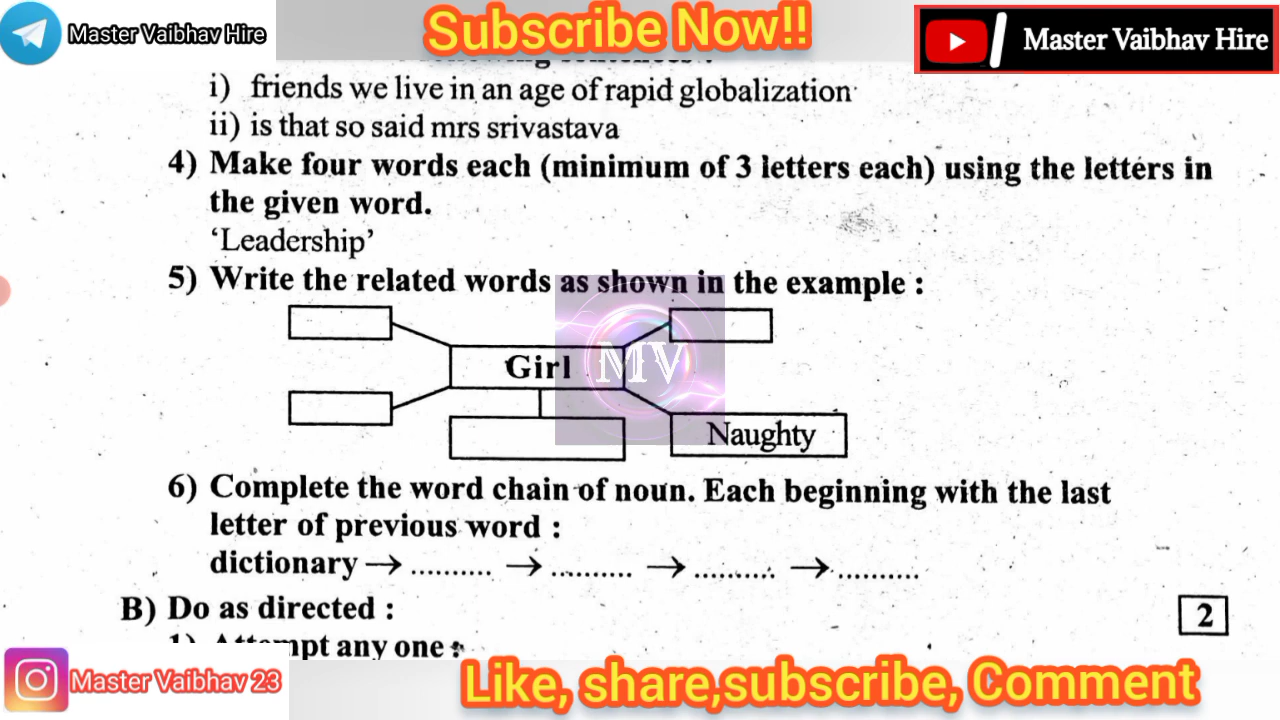 Master Vaibhav Hire
Subscribe Now!!
Master Vaibhav Hire
i) friends we live in an age of rapid globalization
ii) is that so said mrs srivastava
4) Make four words each (minimum of 3 letters each) using the letters in
the given word.
‘Leadership’
5) Write the related words as shown in the example :
Girl
MV
Naughty
6) Complete the word chain of noun. Each beginning with the last
letter of previous word :
dictionary → .......... → .......... → .......... → ..........
B) Do as directed :
2
any one :
Master Vaibhav 23
Like, share,subscribe, Comment